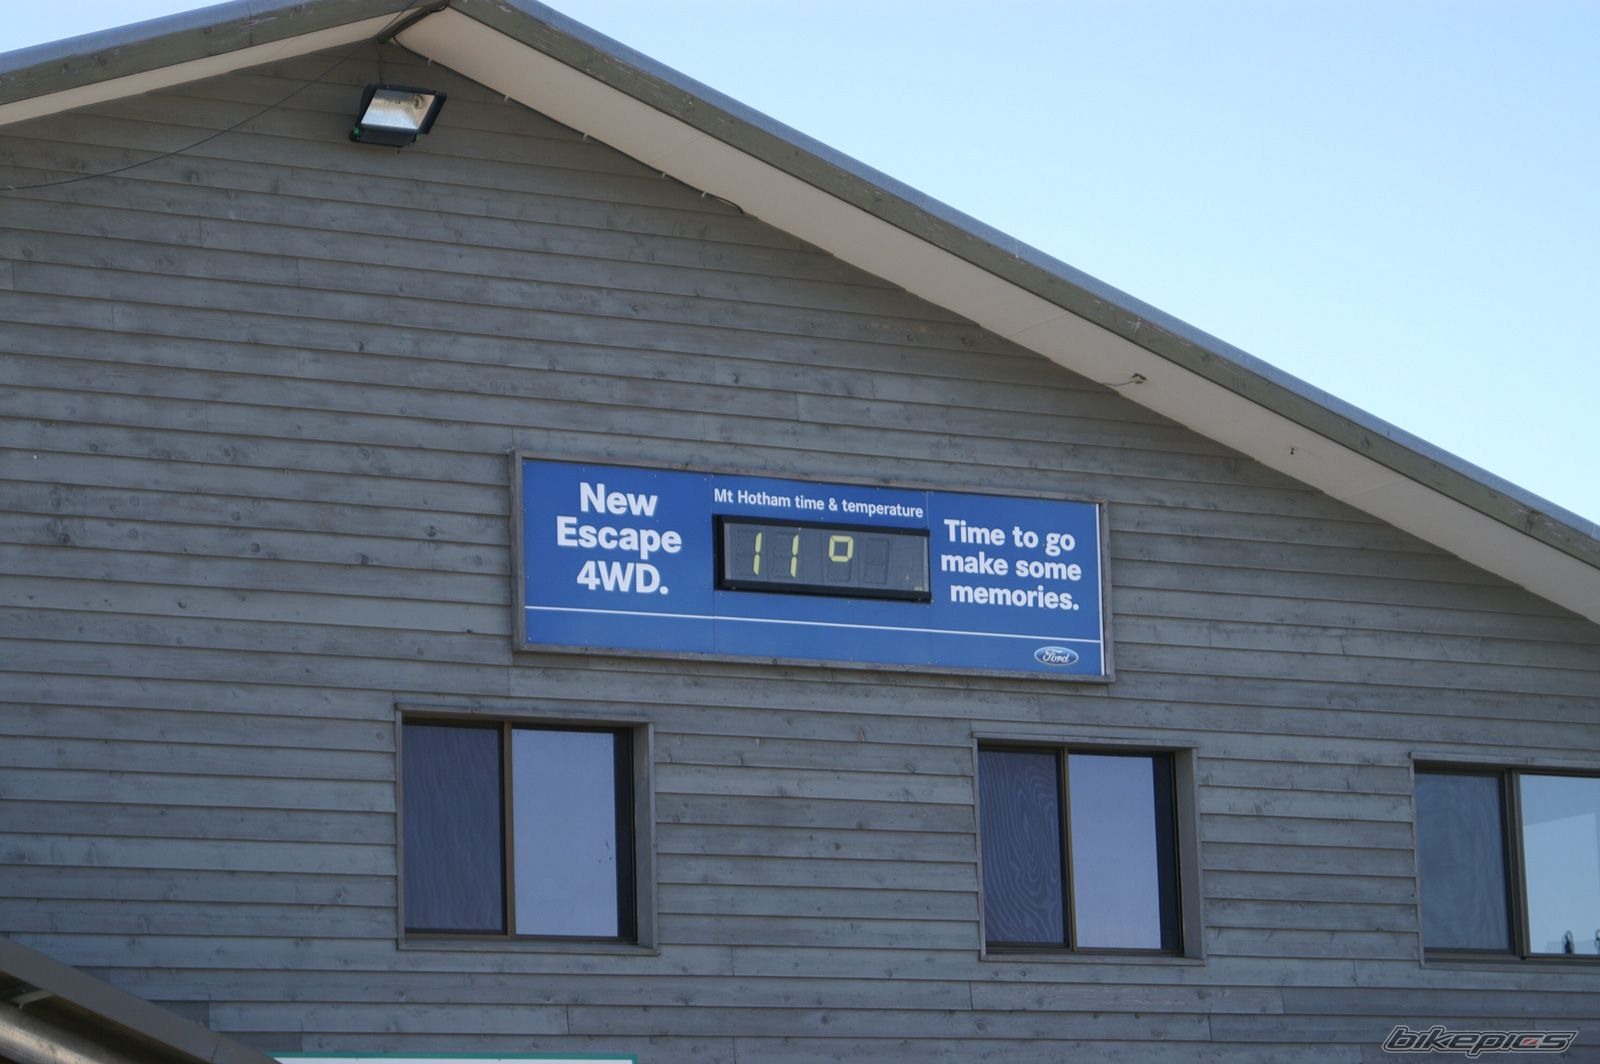 New
Escape
4WD.
Mt Hotham time & temperature
11°
Time to go
make some
memories.
Ford
bikepics